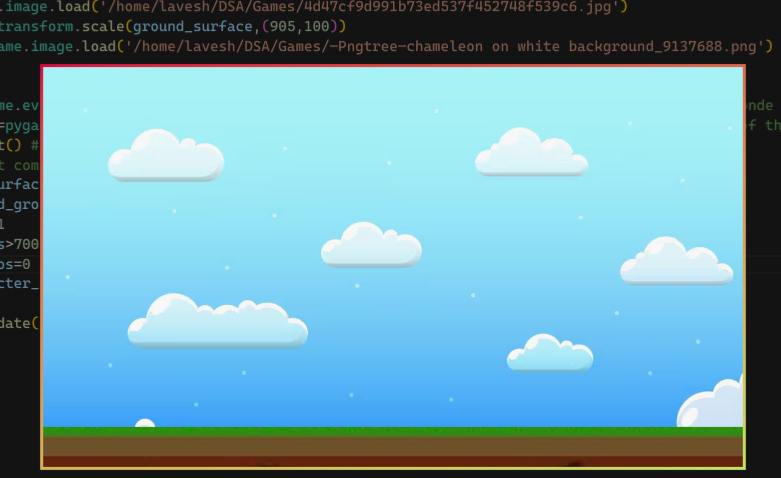 .image.load('/home/lavesh/DSA/Games/4d47cf9d991b73ed537f452748f539c6.jpg')
transform.scale(ground_surface,(905,100))
ame.image.load('/home/lavesh/DSA/Games/—Pngtree—chameleon on white background_9137688.png')
me.ev onde
=pyga f th
t() #
t com
urfac
d_gro
1
s>700
os=0
cter_
date(